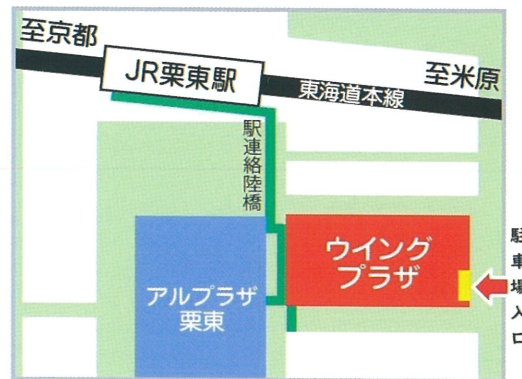 至京都
JR栗東駅
東海道本線
至米原
駅連絡陸橋
アルプラザ
栗東
ウイング
プラザ
駐車場入口